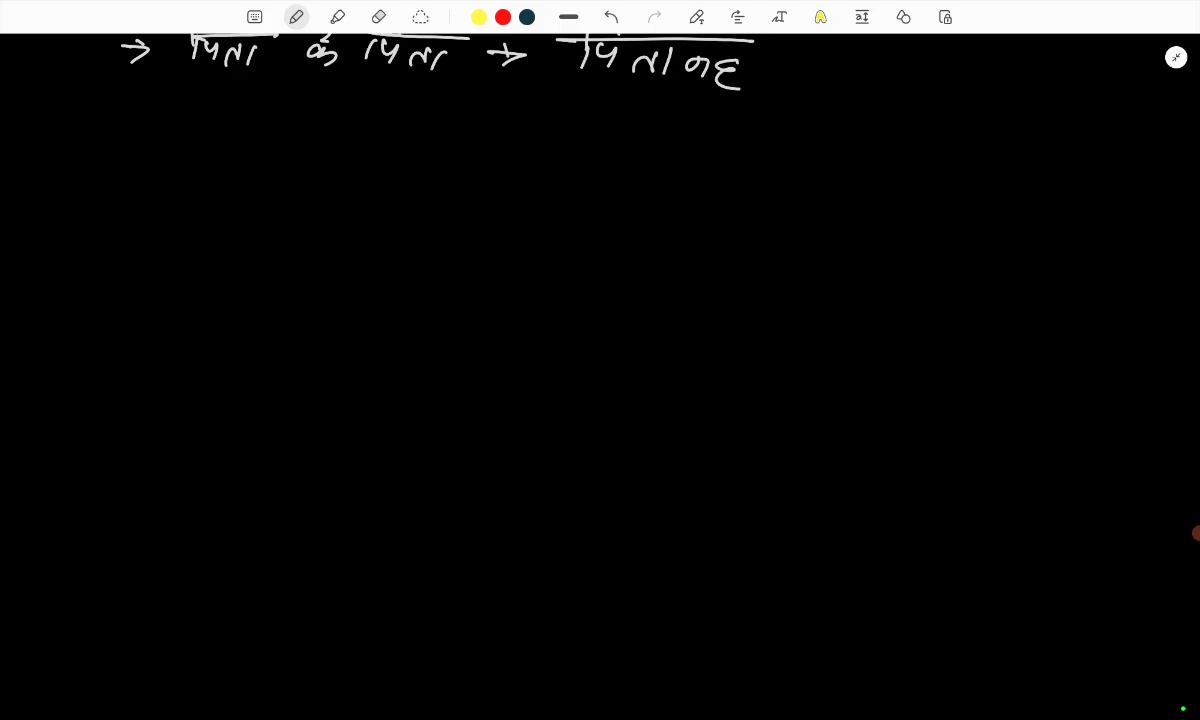 → पिता के पिता → पितामह